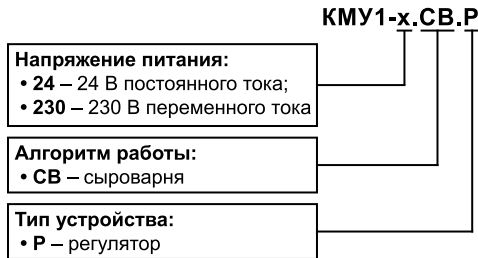 КМУ1-х.СВ.Р
Напряжение питания:
• 24 – 24 В постоянного тока;
• 230 – 230 В переменного тока
Алгоритм работы:
• СВ – сыроварня
Тип устройства:
• Р – регулятор